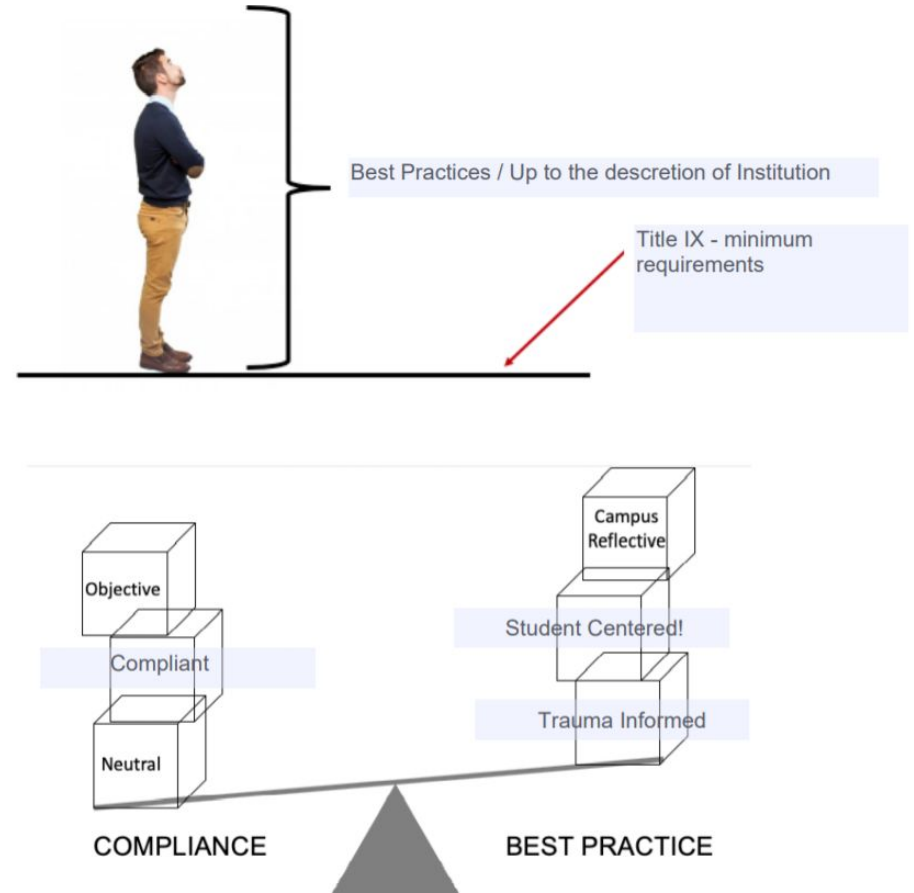 Best Practices / Up to the descretion of Institution
Title IX - minimum
requirements
Objective
Compliant
Neutral
Campus
Reflective
Student Centered!
Trauma Informed
COMPLIANCE
BEST PRACTICE